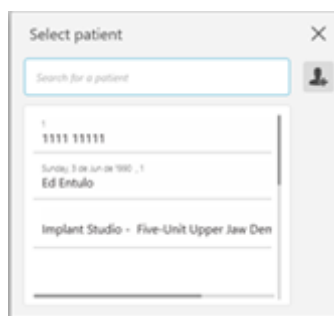 Select patient
Search for a patient
1
1111 11111
Sunday, 3 de Jun de 1990 , 1
Ed Entulo
Implant Studio - Five-Unit Upper Jaw Den